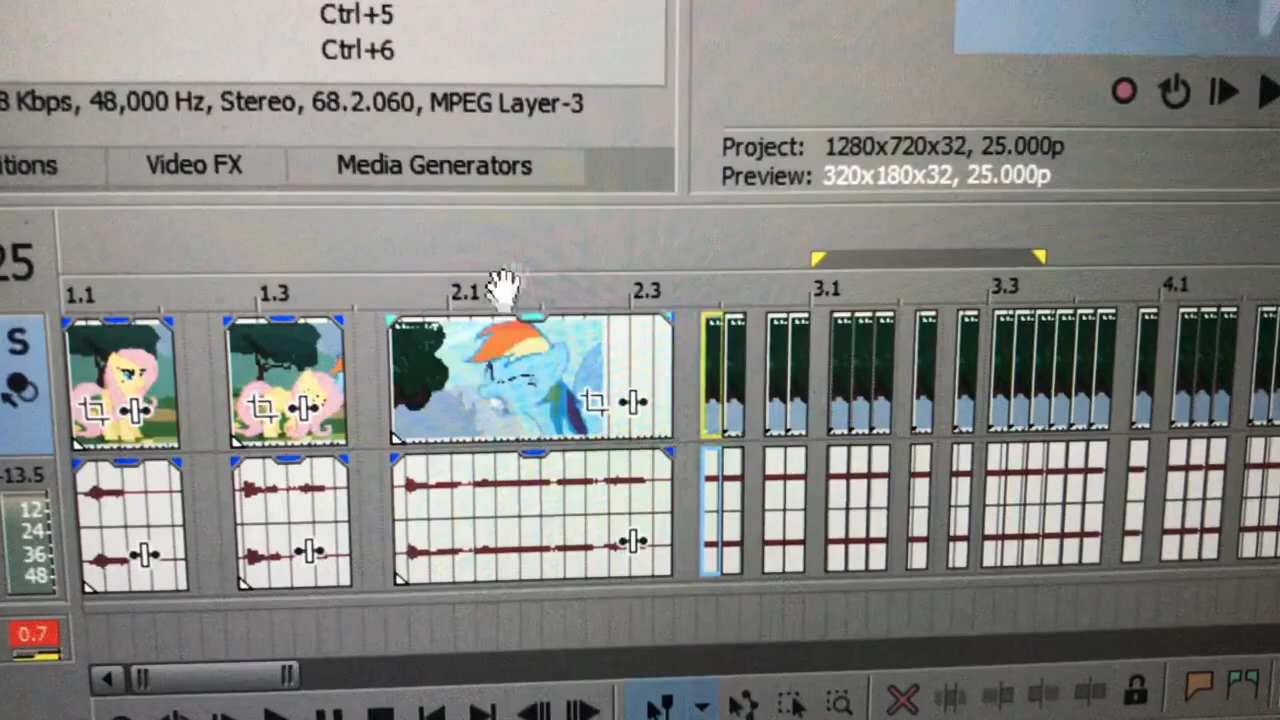 Ctrl+5
Ctrl+6
8 Kbps, 48,000 Hz, Stereo, 68.2.060, MPEG Layer-3
itions Video FX Media Generators
Project: 1280x720x32, 25.000p
Preview: 320x180x32, 25.000p
25
1.1 1.3 2.1 2.3 3.1 3.3 4.1
S
-13.5
12
24
36
48
0.7